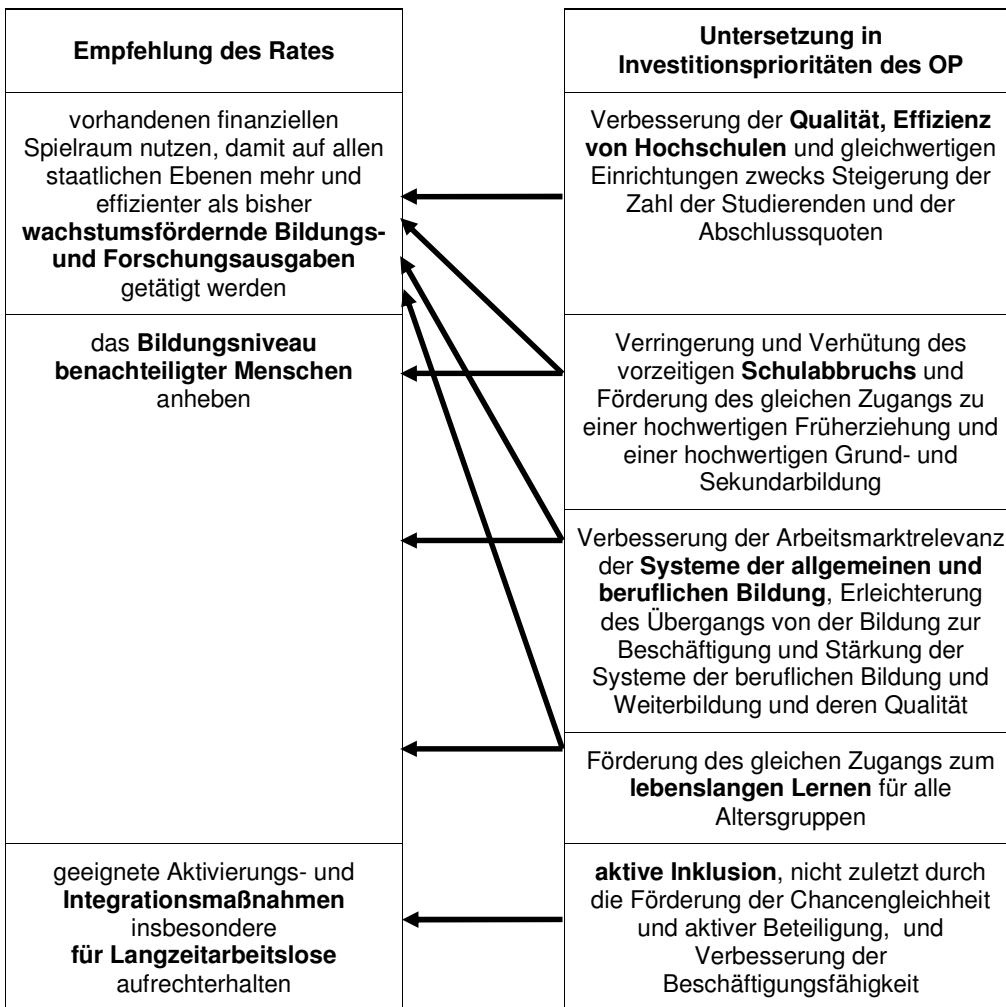 Empfehlung des Rates
Untersetzung in
Investitionsprioritäten des OP
vorhandenen finanziellen
Spielraum nutzen, damit auf allen
staatlichen Ebenen mehr und
effizienter als bisher
wachstumsfördernde Bildungs-
und Forschungsausgaben
getätigt werden
Verbesserung der Qualität, Effizienz
von Hochschulen und gleichwertigen
Einrichtungen zwecks Steigerung der
Zahl der Studierenden und der
Abschlussquoten
das Bildungsniveau
benachteiligter Menschen
anheben
Verringerung und Verhütung des
vorzeitigen Schulabbruchs und
Förderung des gleichen Zugangs zu
einer hochwertigen Früherziehung und
einer hochwertigen Grund- und
Sekundarbildung
Verbesserung der Arbeitsmarktrelevanz
der Systeme der allgemeinen und
beruflichen Bildung, Erleichterung
des Übergangs von der Bildung zur
Beschäftigung und Stärkung der
Systeme der beruflichen Bildung und
Weiterbildung und deren Qualität
Förderung des gleichen Zugangs zum
lebenslangen Lernen für alle
Altersgruppen
geeignete Aktivierungs- und
Integrationsmaßnahmen
insbesondere
für Langzeitarbeitslose
aufrechterhalten
aktive Inklusion, nicht zuletzt durch
die Förderung der Chancengleichheit
und aktiver Beteiligung, und
Verbesserung der
Beschäftigungsfähigkeit